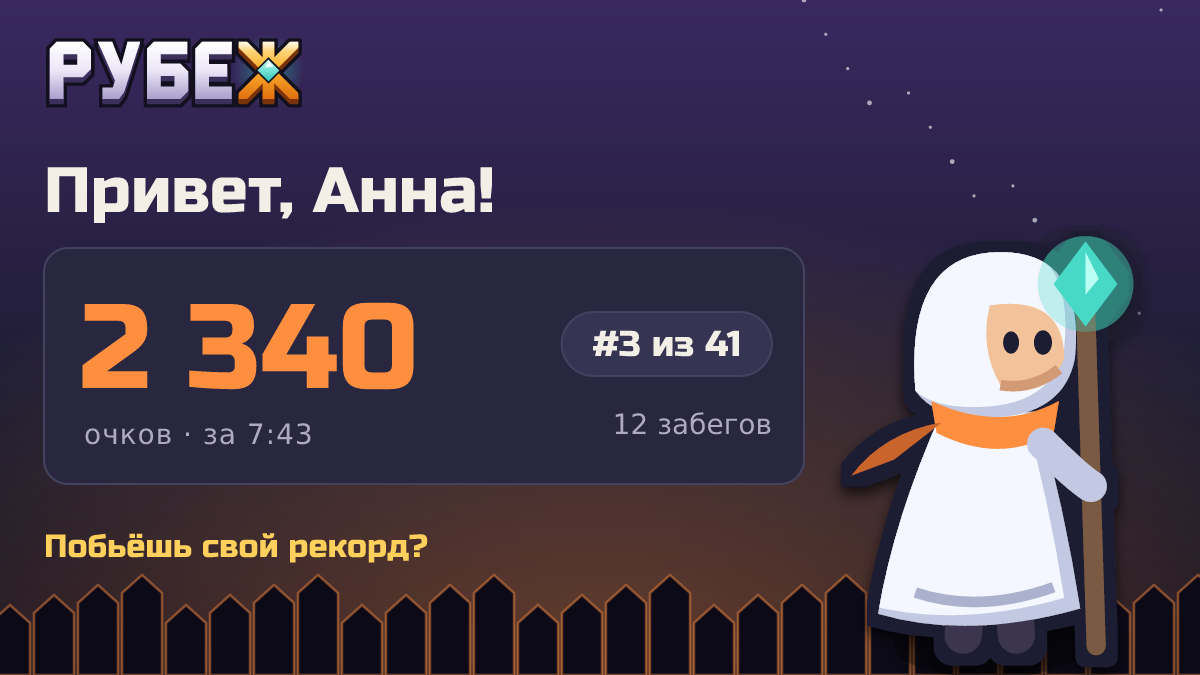 РУБЕЖ
Привет, Анна!
2 340
очков · за 7:43
#3 из 41
12 забегов
Побьёшь свой рекорд?